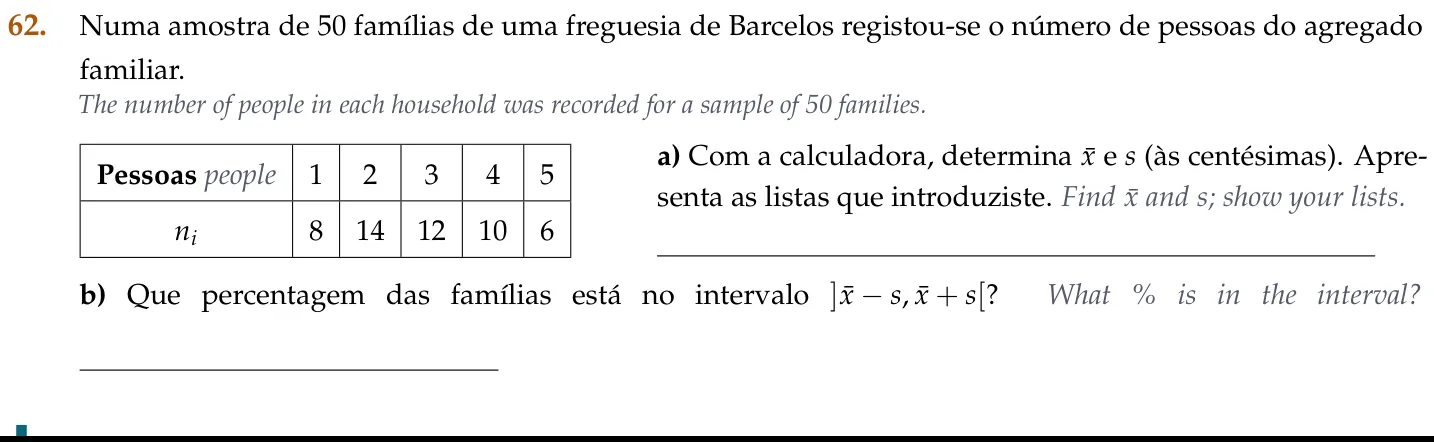 62. Numa amostra de 50 famílias de uma freguesia de Barcelos registou-se o número de pessoas do agregado
familiar.
The number of people in each household was recorded for a sample of 50 families.
Pessoas people 1 2 3 4 5
nᵢ 8 14 12 10 6
a) Com a calculadora, determina x̄ e s (às centésimas). Apre-
senta as listas que introduziste. Find x̄ and s; show your lists.
b) Que percentagem das famílias está no intervalo ]x̄ − s, x̄ + s[? What % is in the interval?